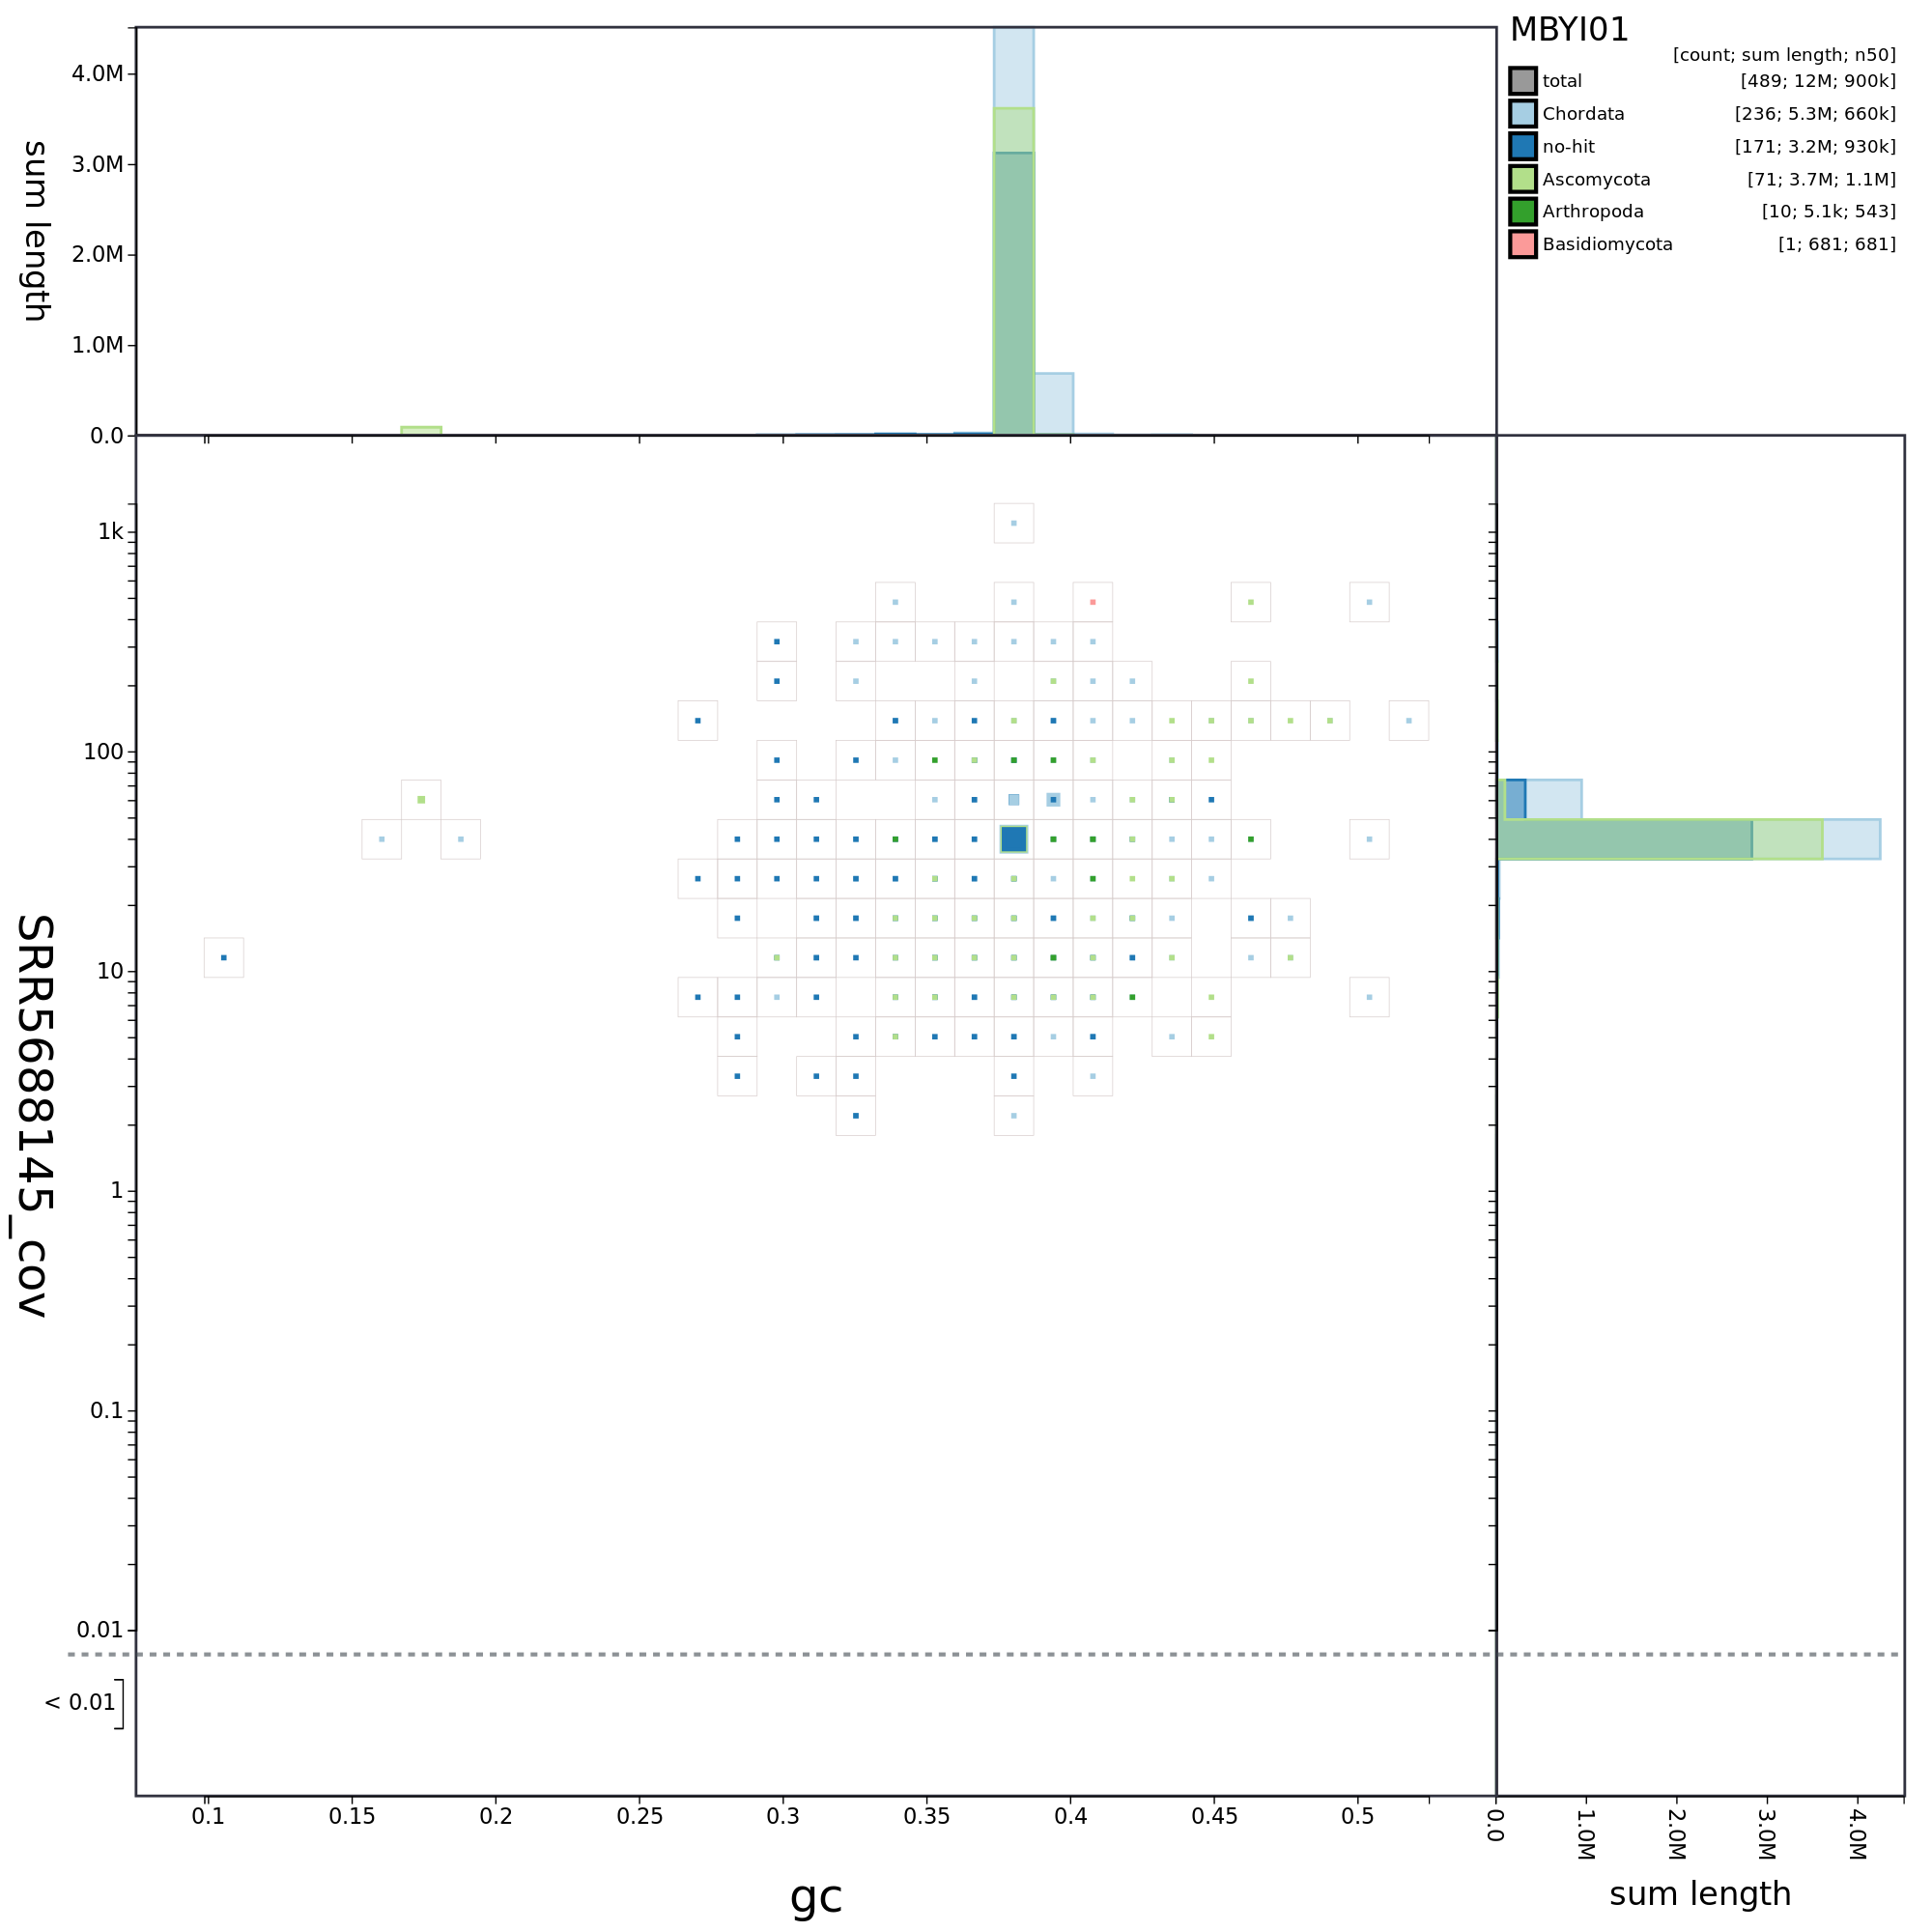 MBYI01
[count; sum length; n50]
total [489; 12M; 900k]
Chordata [236; 5.3M; 660k]
no-hit [171; 3.2M; 930k]
Ascomycota [71; 3.7M; 1.1M]
Arthropoda [10; 5.1k; 543]
Basidiomycota [1; 681; 681]
sum length
4.0M
3.0M
2.0M
1.0M
0.0
SRR5688145_cov
1k
100
10
1
0.1
0.01
< 0.01
0.1 0.15 0.2 0.25 0.3 0.35 0.4 0.45 0.5
gc
0.0 1.0M 2.0M 3.0M 4.0M
sum length